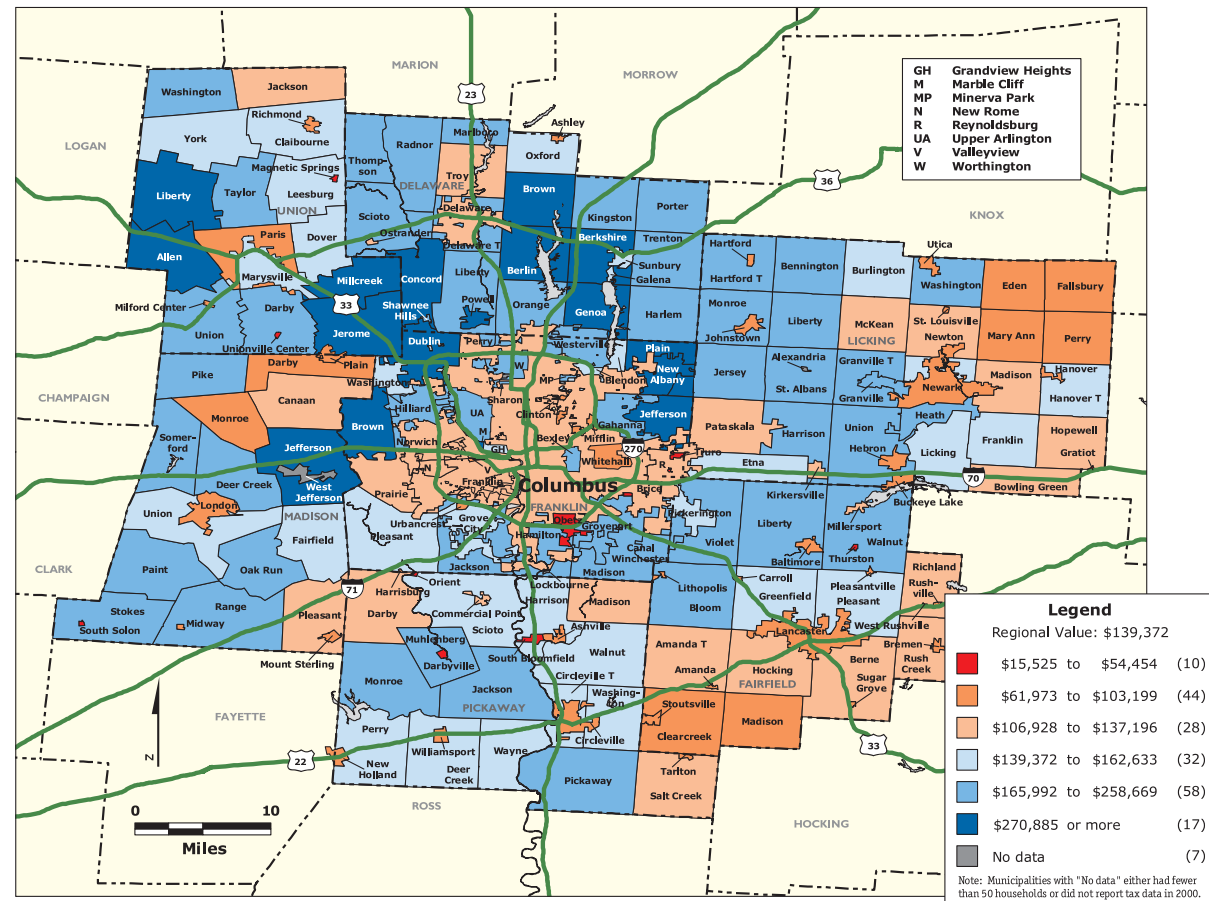 MARION
MORROW
LOGAN
KNOX
CHAMPAIGN
CLARK
FAYETTE
ROSS
HOCKING
UNION
DELAWARE
LICKING
MADISON
FRANKLIN
PICKAWAY
FAIRFIELD
23
36
33
270
70
71
22
33
GH Grandview Heights
M Marble Cliff
MP Minerva Park
N New Rome
R Reynoldsburg
UA Upper Arlington
V Valleyview
W Worthington
Washington
Jackson
Richmond
Claibourne
York
Magnetic Springs
Leesburg
Liberty
Taylor
Paris
Dover
Allen
Marysville
Millcreek
Milford Center
Darby
Union
Unionville Center
Jerome
Thomp-
son
Radnor
Marlboro
Ashley
Oxford
Troy
Brown
Scioto
Delaware
Ostrander
Delaware T
Kingston
Porter
Berkshire
Trenton
Concord
Liberty
Berlin
Sunbury
Galena
Shawnee
Hills
Powell
Orange
Genoa
Harlem
Dublin
Perry
Westerville
Hartford
Hartford T
Bennington
Burlington
Utica
Washington
Eden
Fallsbury
Monroe
Johnstown
Liberty
McKean
St. Louisville
Newton
Mary Ann
Perry
Jersey
Alexandria
St. Albans
Granville T
Granville
Newark
Madison
Hanover
Hanover T
Heath
Pataskala
Harrison
Union
Hebron
Licking
Franklin
Hopewell
Gratiot
Bowling Green
Etna
Kirkersville
Buckeye Lake
Pike
Darby
Plain
Canaan
Monroe
Somer-
ford
Jefferson
Deer Creek
West
Jefferson
London
Union
Fairfield
Paint
Oak Run
Stokes
Range
South Solon
Midway
Pleasant
Mount Sterling
Washington
W
Plain
New
Albany
MP
Blendon
Sharon
Clinton
Brown
Hilliard
UA
Norwich
M
GH
Bexley
Gahanna
Mifflin
Jefferson
Whitehall
R
Truro
N
V
Franklin
Columbus
Brice
Prairie
Urbancrest
Grove
City
Pleasant
Obetz
Groveport
Hamilton
Pickerington
Jackson
Canal
Winchester
Madison
Violet
Liberty
Millersport
Walnut
Baltimore
Thurston
Orient
Harrisburg
Darby
Commercial Point
Scioto
Lockbourne
Harrison
Madison
Ashville
Muhlenberg
Darbyville
South Bloomfield
Walnut
Monroe
Jackson
Circleville T
Washing-
ton
Circleville
Perry
Williamsport
Wayne
New
Holland
Deer
Creek
Pickaway
Tarlton
Salt Creek
Lithopolis
Bloom
Carroll
Greenfield
Pleasantville
Pleasant
Richland
Rush-
ville
West Rushville
Lancaster
Bremen
Rush
Creek
Amanda T
Amanda
Hocking
Berne
Sugar
Grove
Stoutsville
Clearcreek
Madison
M
N
0 10
Miles
Legend
Regional Value: $139,372
$15,525 to $54,454 (10)
$61,973 to $103,199 (44)
$106,928 to $137,196 (28)
$139,372 to $162,633 (32)
$165,992 to $258,669 (58)
$270,885 or more (17)
No data (7)
Note: Municipalities with "No data" either had fewer
than 50 households or did not report tax data in 2000.